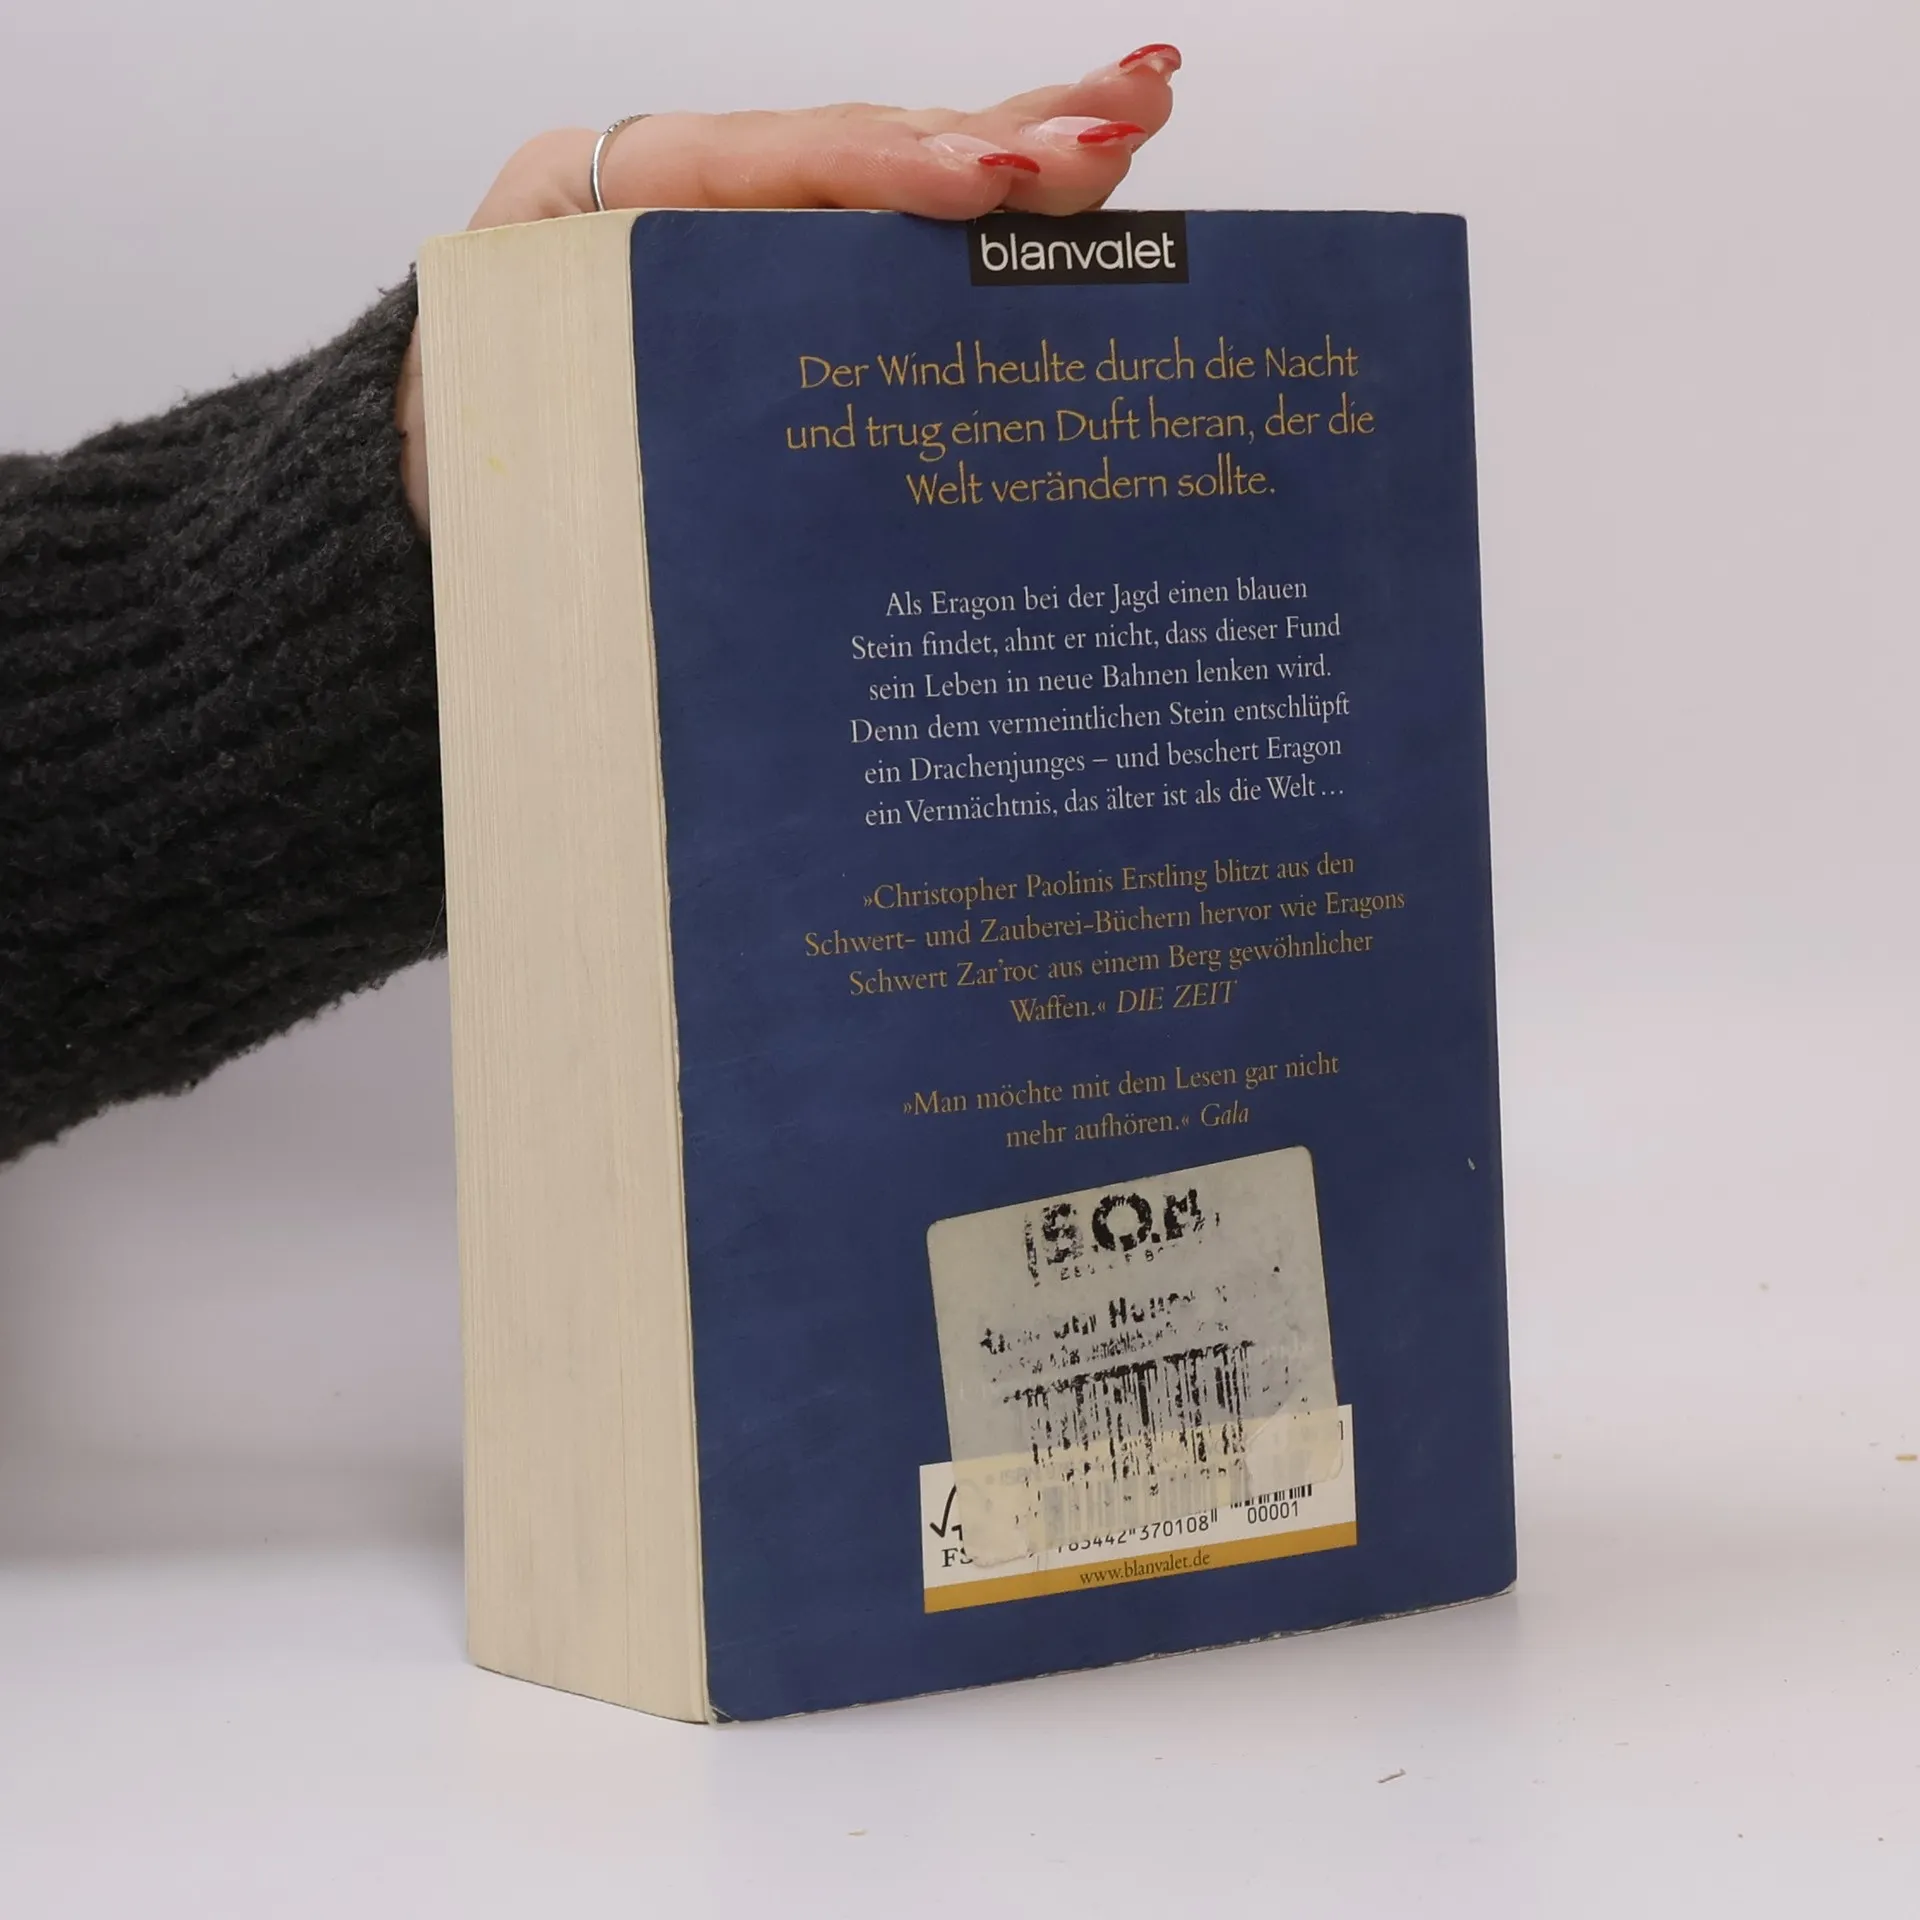 blanvalet
Der Wind heulte durch die Nacht
und trug einen Duft heran, der die
Welt verändern sollte.
Als Eragon bei der Jagd einen blauen
Stein findet, ahnt er nicht, dass dieser Fund
sein Leben in neue Bahnen lenken wird.
Denn dem vermeintlichen Stein entschlüpft
ein Drachenjunges – und beschert Eragon
ein Vermächtnis, das älter ist als die Welt ...
»Christopher Paolinis Erstling blitzt aus den
Schwert- und Zauberei-Büchern hervor wie Eragons
Schwert Zar'roc aus einem Berg gewöhnlicher
Waffen.« DIE ZEIT
»Man möchte mit dem Lesen gar nicht
mehr aufhören.« Gala
ISBN
00001
370108
www.blanvalet.de